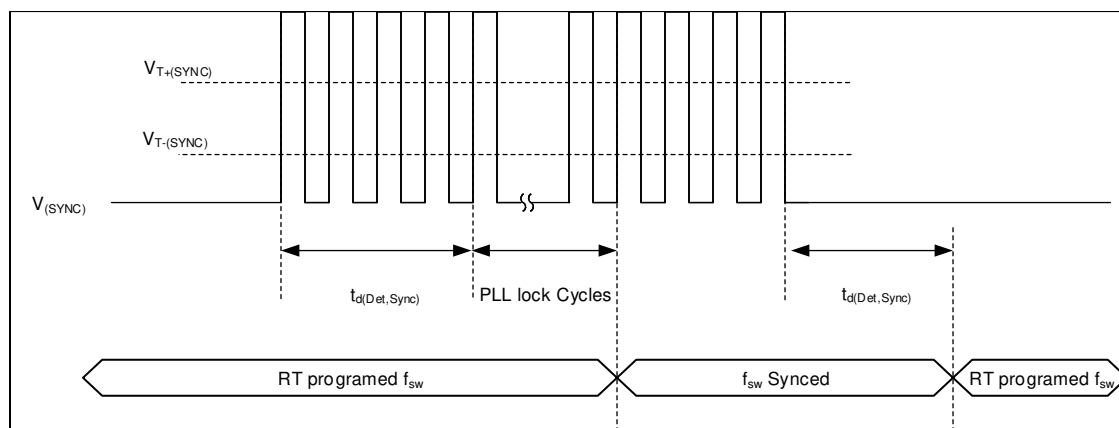 V_T+(SYNC)
V_T-(SYNC)
V_(SYNC)
t_d(Det,Sync)
PLL lock Cycles
t_d(Det,Sync)
RT programed f_sw
f_sw Synced
RT programed f_sw